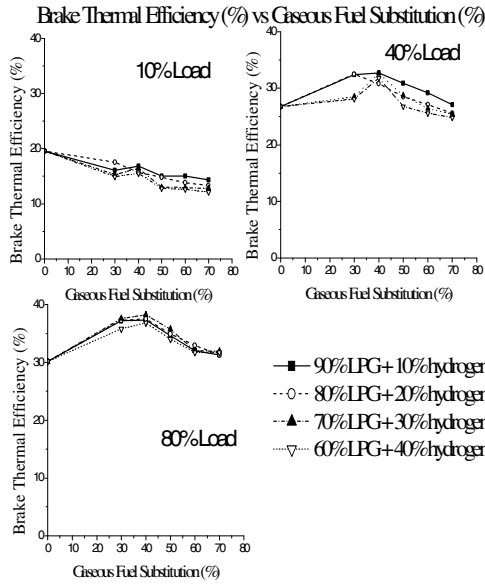 Brake Thermal Efficiency (%) vs Gaseous Fuel Substitution (%)
40
30
20
10
0
Brake Thermal Efficiency (%)
10% Load
0 10 20 30 40 50 60 70 80
Gaseous Fuel Substitution (%)
40
30
20
10
0
Brake Thermal Efficiency (%)
40% Load
0 10 20 30 40 50 60 70 80
Gaseous Fuel Substitution (%)
40
30
20
10
0
Brake Thermal Efficiency (%)
80% Load
0 10 20 30 40 50 60 70 80
Gaseous Fuel Substitution (%)
90% LPG + 10% hydrogen
80% LPG + 20% hydrogen
70% LPG + 30% hydrogen
60% LPG + 40% hydrogen